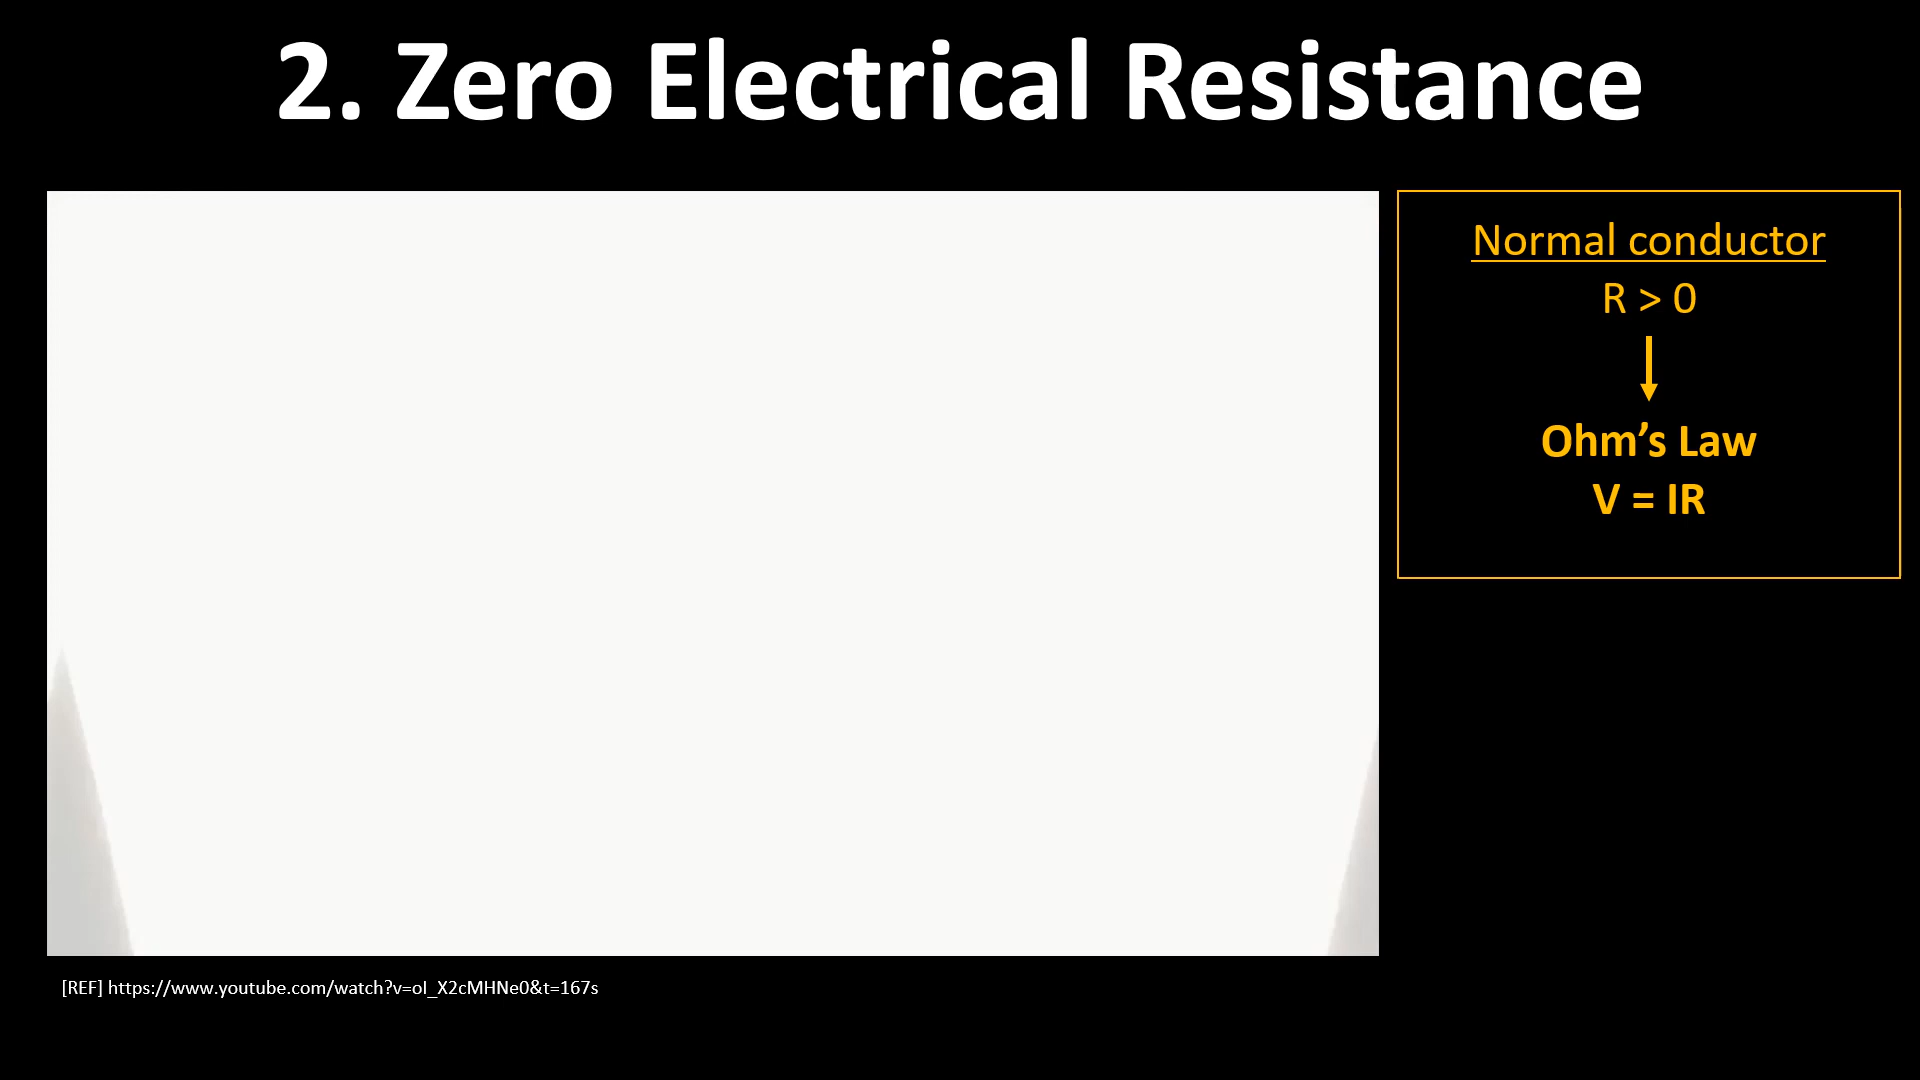 2. Zero Electrical Resistance
Normal conductor
R > 0
Ohm’s Law
V = IR
[REF] https://www.youtube.com/watch?v=oI_X2cMHNe0&t=167s